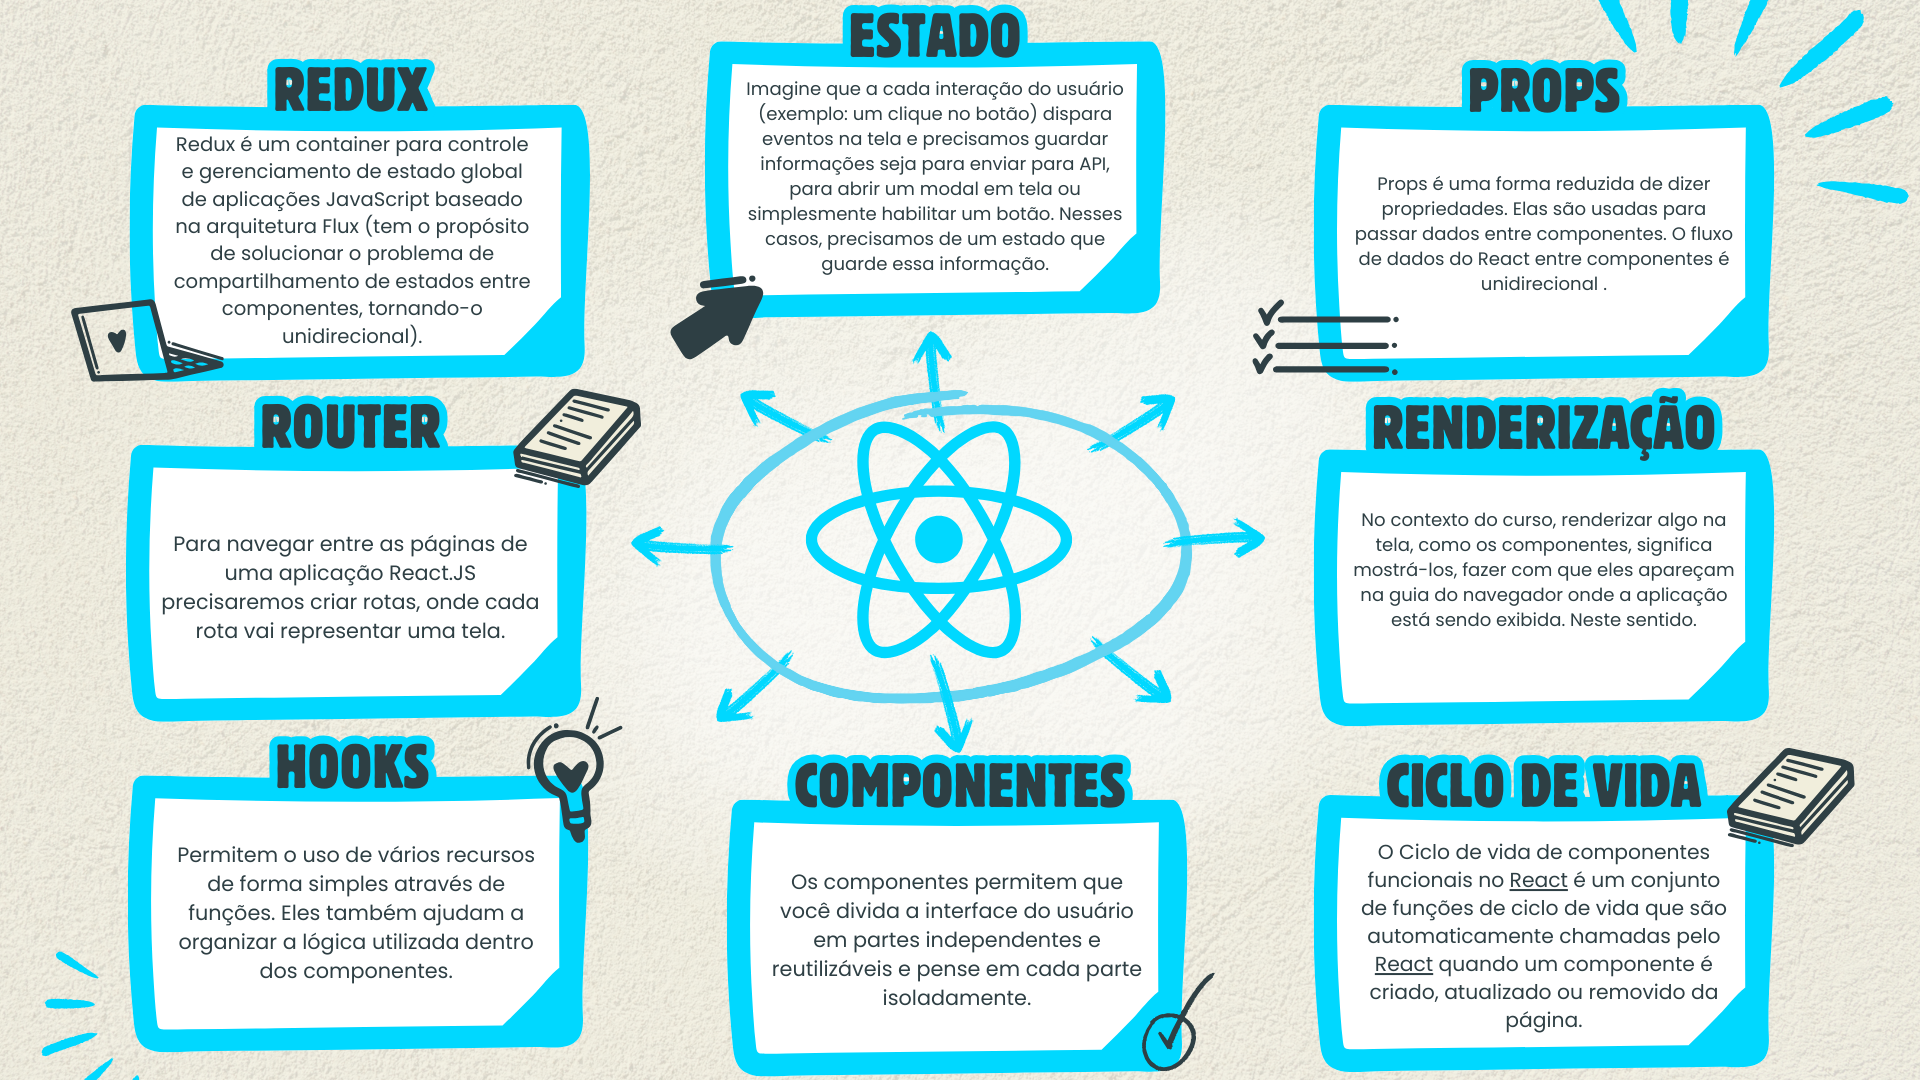 REDUX
Redux é um container para controle
e gerenciamento de estado global
de aplicações JavaScript baseado
na arquitetura Flux (tem o propósito
de solucionar o problema de
compartilhamento de estados entre
componentes, tornando-o
unidirecional).
ESTADO
Imagine que a cada interação do usuário
(exemplo: um clique no botão) dispara
eventos na tela e precisamos guardar
informações seja para enviar para API,
para abrir um modal em tela ou
simplesmente habilitar um botão. Nesses
casos, precisamos de um estado que
guarde essa informação.
PROPS
Props é uma forma reduzida de dizer
propriedades. Elas são usadas para
passar dados entre componentes. O fluxo
de dados do React entre componentes é
unidirecional .
ROUTER
Para navegar entre as páginas de
uma aplicação React.JS
precisaremos criar rotas, onde cada
rota vai representar uma tela.
RENDERIZAÇÃO
No contexto do curso, renderizar algo na
tela, como os componentes, significa
mostrá-los, fazer com que eles apareçam
na guia do navegador onde a aplicação
está sendo exibida. Neste sentido.
HOOKS
Permitem o uso de vários recursos
de forma simples através de
funções. Eles também ajudam a
organizar a lógica utilizada dentro
dos componentes.
COMPONENTES
Os componentes permitem que
você divida a interface do usuário
em partes independentes e
reutilizáveis e pense em cada parte
isoladamente.
CICLO DE VIDA
O Ciclo de vida de componentes
funcionais no React é um conjunto
de funções de ciclo de vida que são
automaticamente chamadas pelo
React quando um componente é
criado, atualizado ou removido da
página.